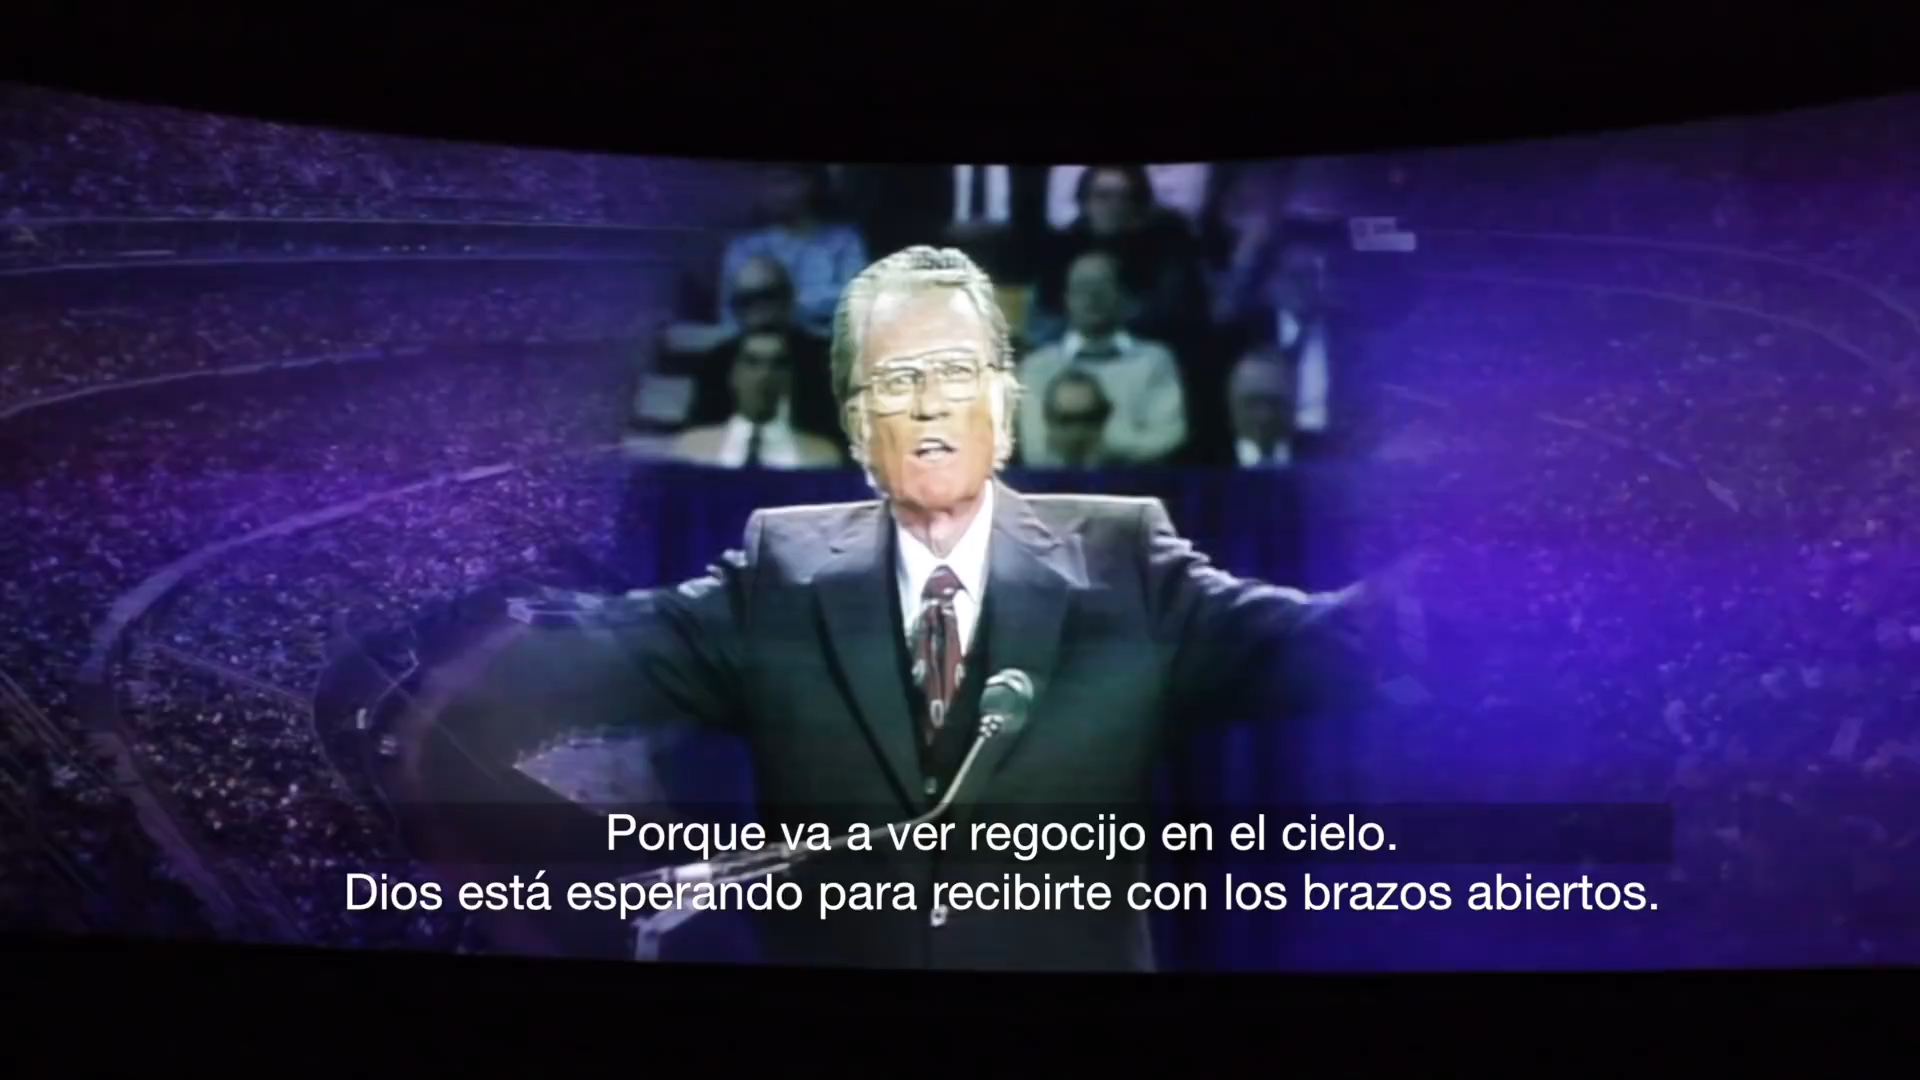 Porque va a ver regocijo en el cielo.
Dios está esperando para recibirte con los brazos abiertos.